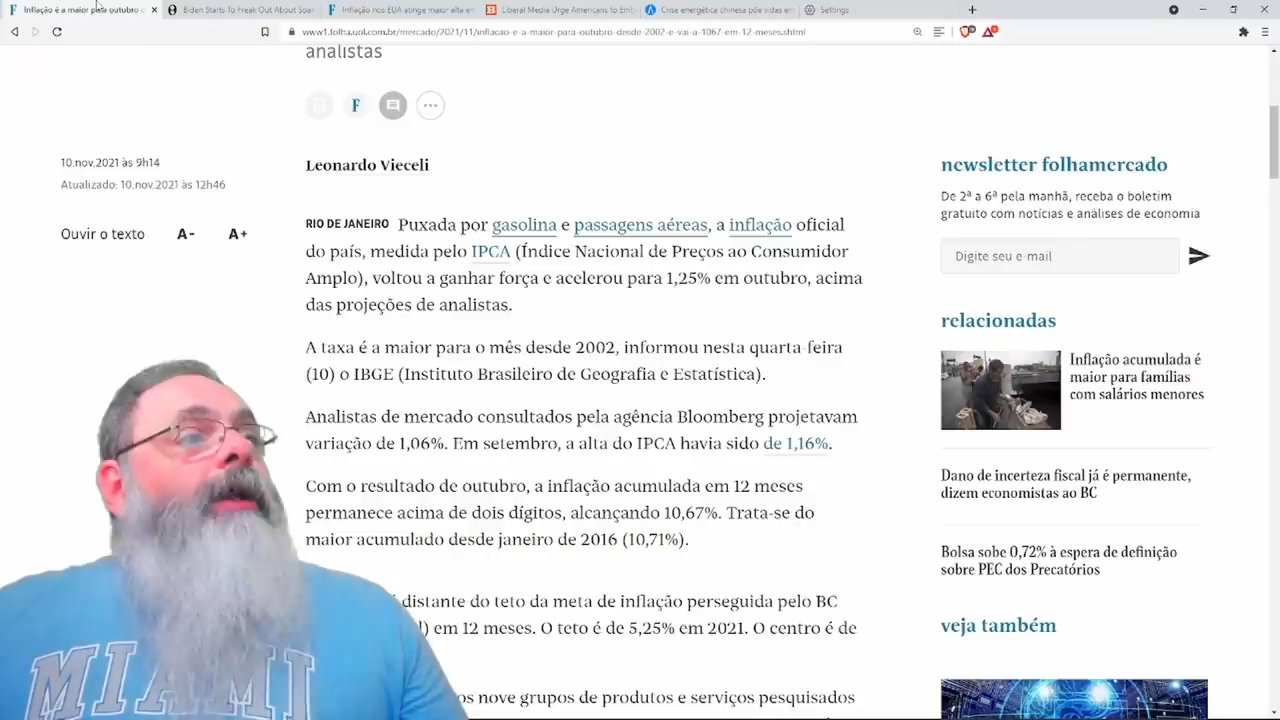 Inflação é a maior para outubro d
Biden Starts To Freak Out About Soar
Inflação nos EUA atinge maior alta em
Liberal Media Urge Americans to Emb
Crise energética chinesa põe vidas em
Settings
www1.folha.uol.com.br/mercado/2021/11/inflacao-e-a-maior-para-outubro-desde-2002-e-vai-a-1067-em-12-meses.shtml
analistas
F
10.nov.2021 às 9h14
Atualizado: 10.nov.2021 às 12h46
Ouvir o texto A- A+
Leonardo Vieceli
RIO DE JANEIRO Puxada por gasolina e passagens aéreas, a inflação oficial
do país, medida pelo IPCA (Índice Nacional de Preços ao Consumidor
Amplo), voltou a ganhar força e acelerou para 1,25% em outubro, acima
das projeções de analistas.
A taxa é a maior para o mês desde 2002, informou nesta quarta-feira
(10) o IBGE (Instituto Brasileiro de Geografia e Estatística).
Analistas de mercado consultados pela agência Bloomberg projetavam
variação de 1,06%. Em setembro, a alta do IPCA havia sido de 1,16%.
Com o resultado de outubro, a inflação acumulada em 12 meses
permanece acima de dois dígitos, alcançando 10,67%. Trata-se do
maior acumulado desde janeiro de 2016 (10,71%).
distante do teto da meta de inflação perseguida pelo BC
) em 12 meses. O teto é de 5,25% em 2021. O centro é de
os nove grupos de produtos e serviços pesquisados
newsletter folhamercado
De 2ª a 6ª pela manhã, receba o boletim
gratuito com notícias e análises de economia
Digite seu e-mail
relacionadas
Inflação acumulada é
maior para famílias
com salários menores
Dano de incerteza fiscal já é permanente,
dizem economistas ao BC
Bolsa sobe 0,72% à espera de definição
sobre PEC dos Precatórios
veja também
MIAMI